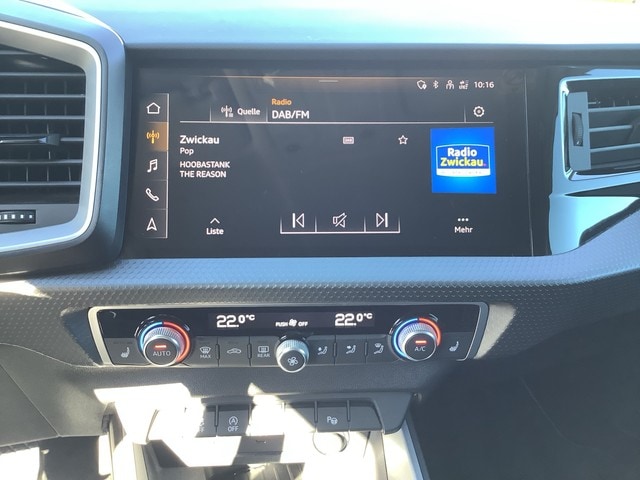 10:16
Quelle
Radio
DAB/FM
Zwickau
Pop
HOOBASTANK
THE REASON
Radio
Zwickau
Liste
Mehr
22.0°C
PUSH OFF
22.0°C
AUTO
MAX
REAR
A/C
OFF